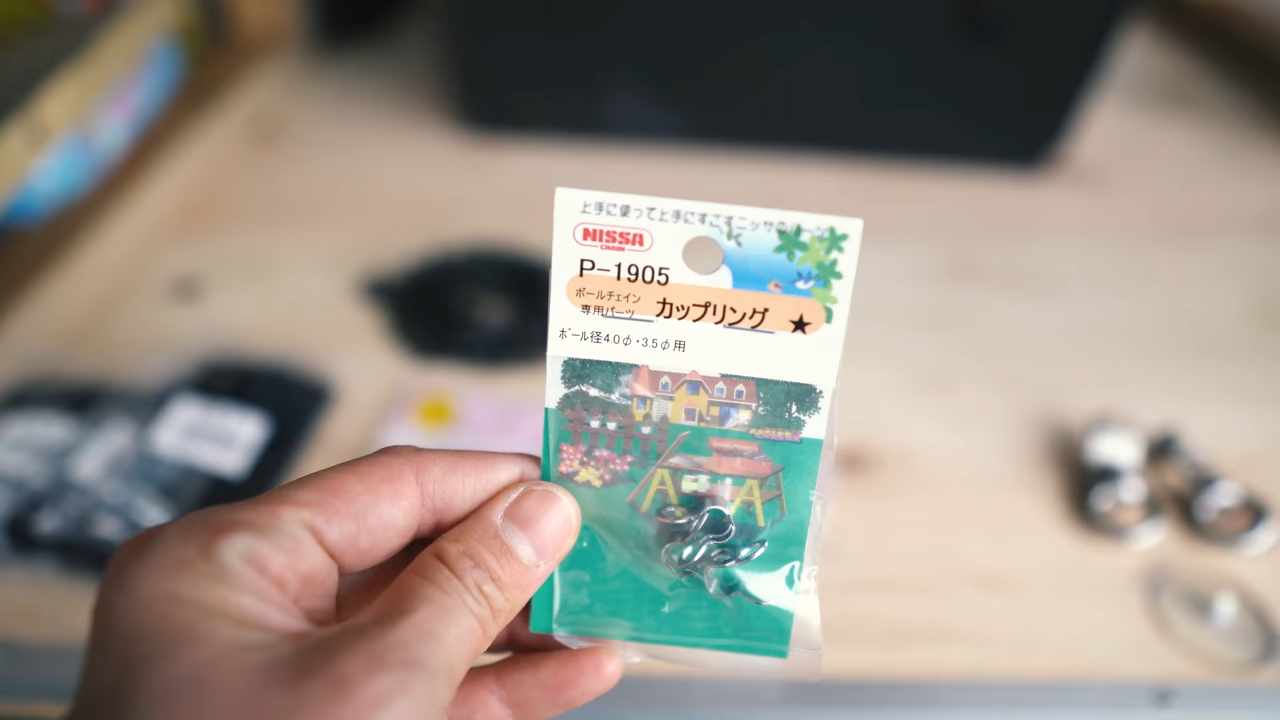 上手に使って上手にすごすニッサのパーツ
NISSA
CHAIN
P-1905
ボールチェイン
専用パーツ
カップリング ★
ボール径4.0φ・3.5φ用